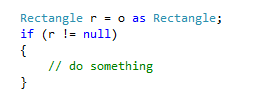 Rectangle r = o as Rectangle;
if (r != null)
{
    // do something
}